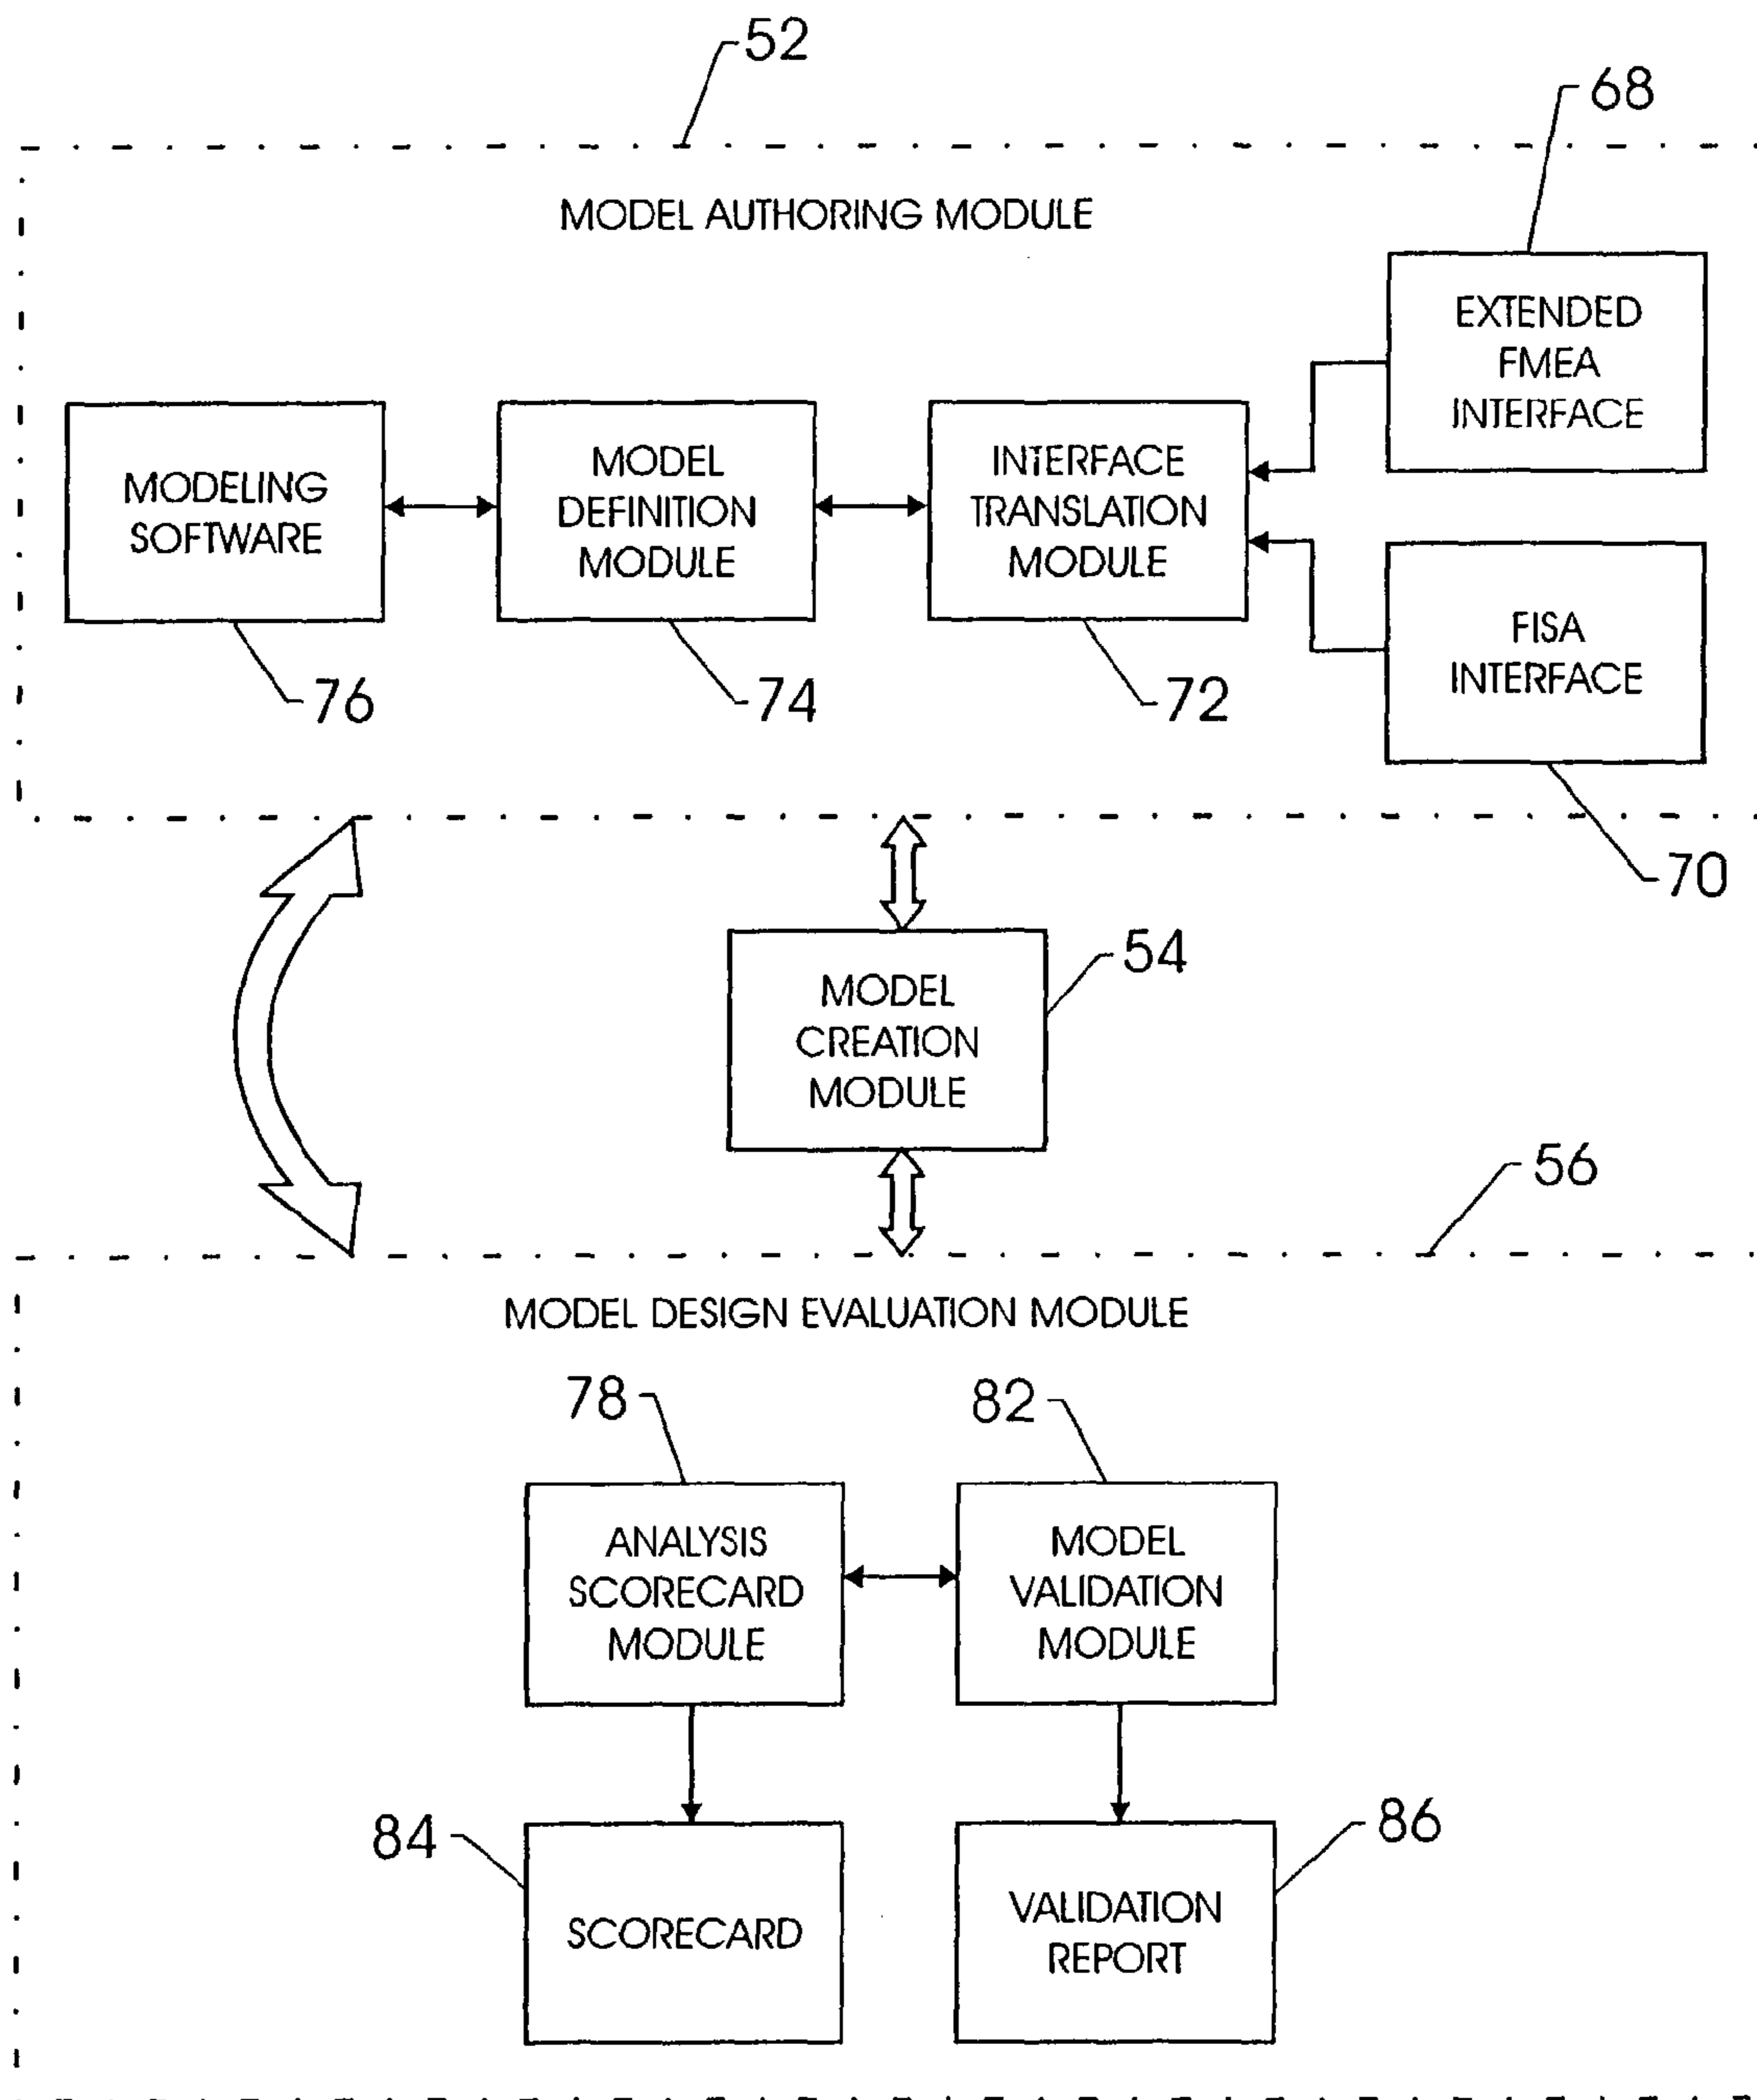 52
68
MODEL AUTHORING MODULE
EXTENDED
FMEA
INTERFACE
MODELING
SOFTWARE
MODEL
DEFINITION
MODULE
INTERFACE
TRANSLATION
MODULE
FISA
INTERFACE
76
74
72
70
MODEL
CREATION
MODULE
54
56
MODEL DESIGN EVALUATION MODULE
78
82
ANALYSIS
SCORECARD
MODULE
MODEL
VALIDATION
MODULE
84
86
SCORECARD
VALIDATION
REPORT